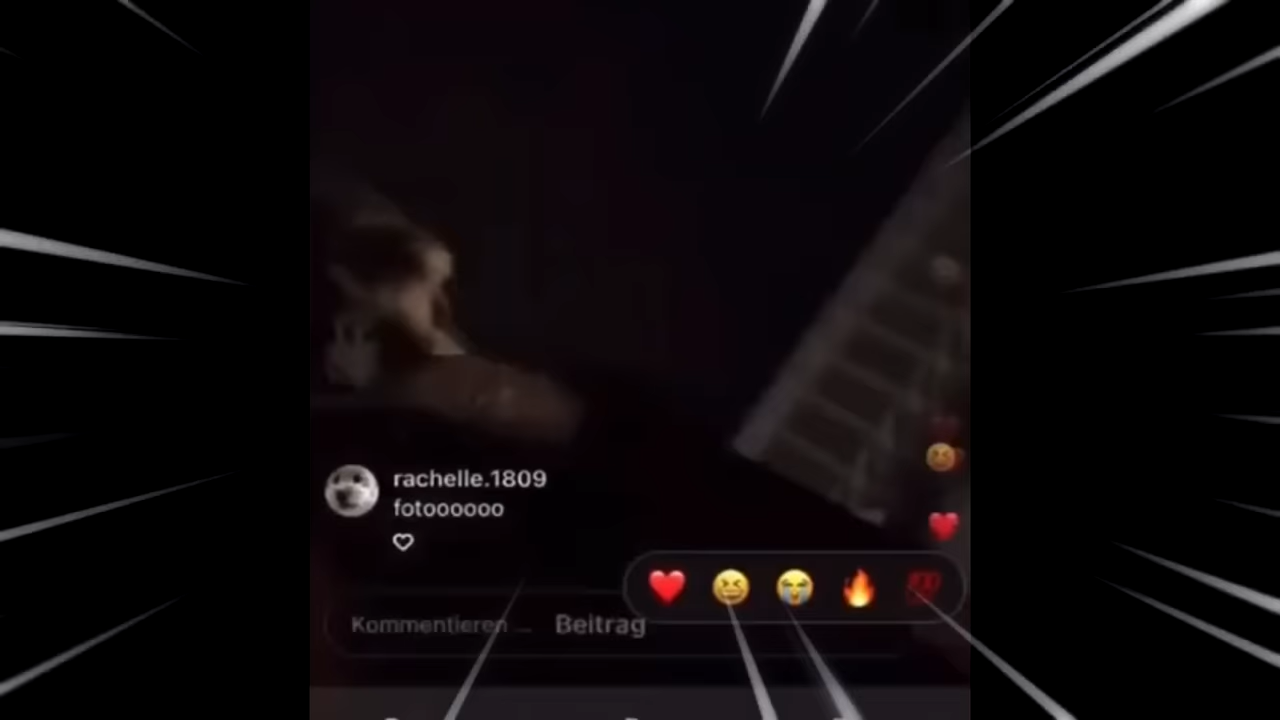 rachelle.1809
fotoooooo
Kommentieren ... Beitrag
💯